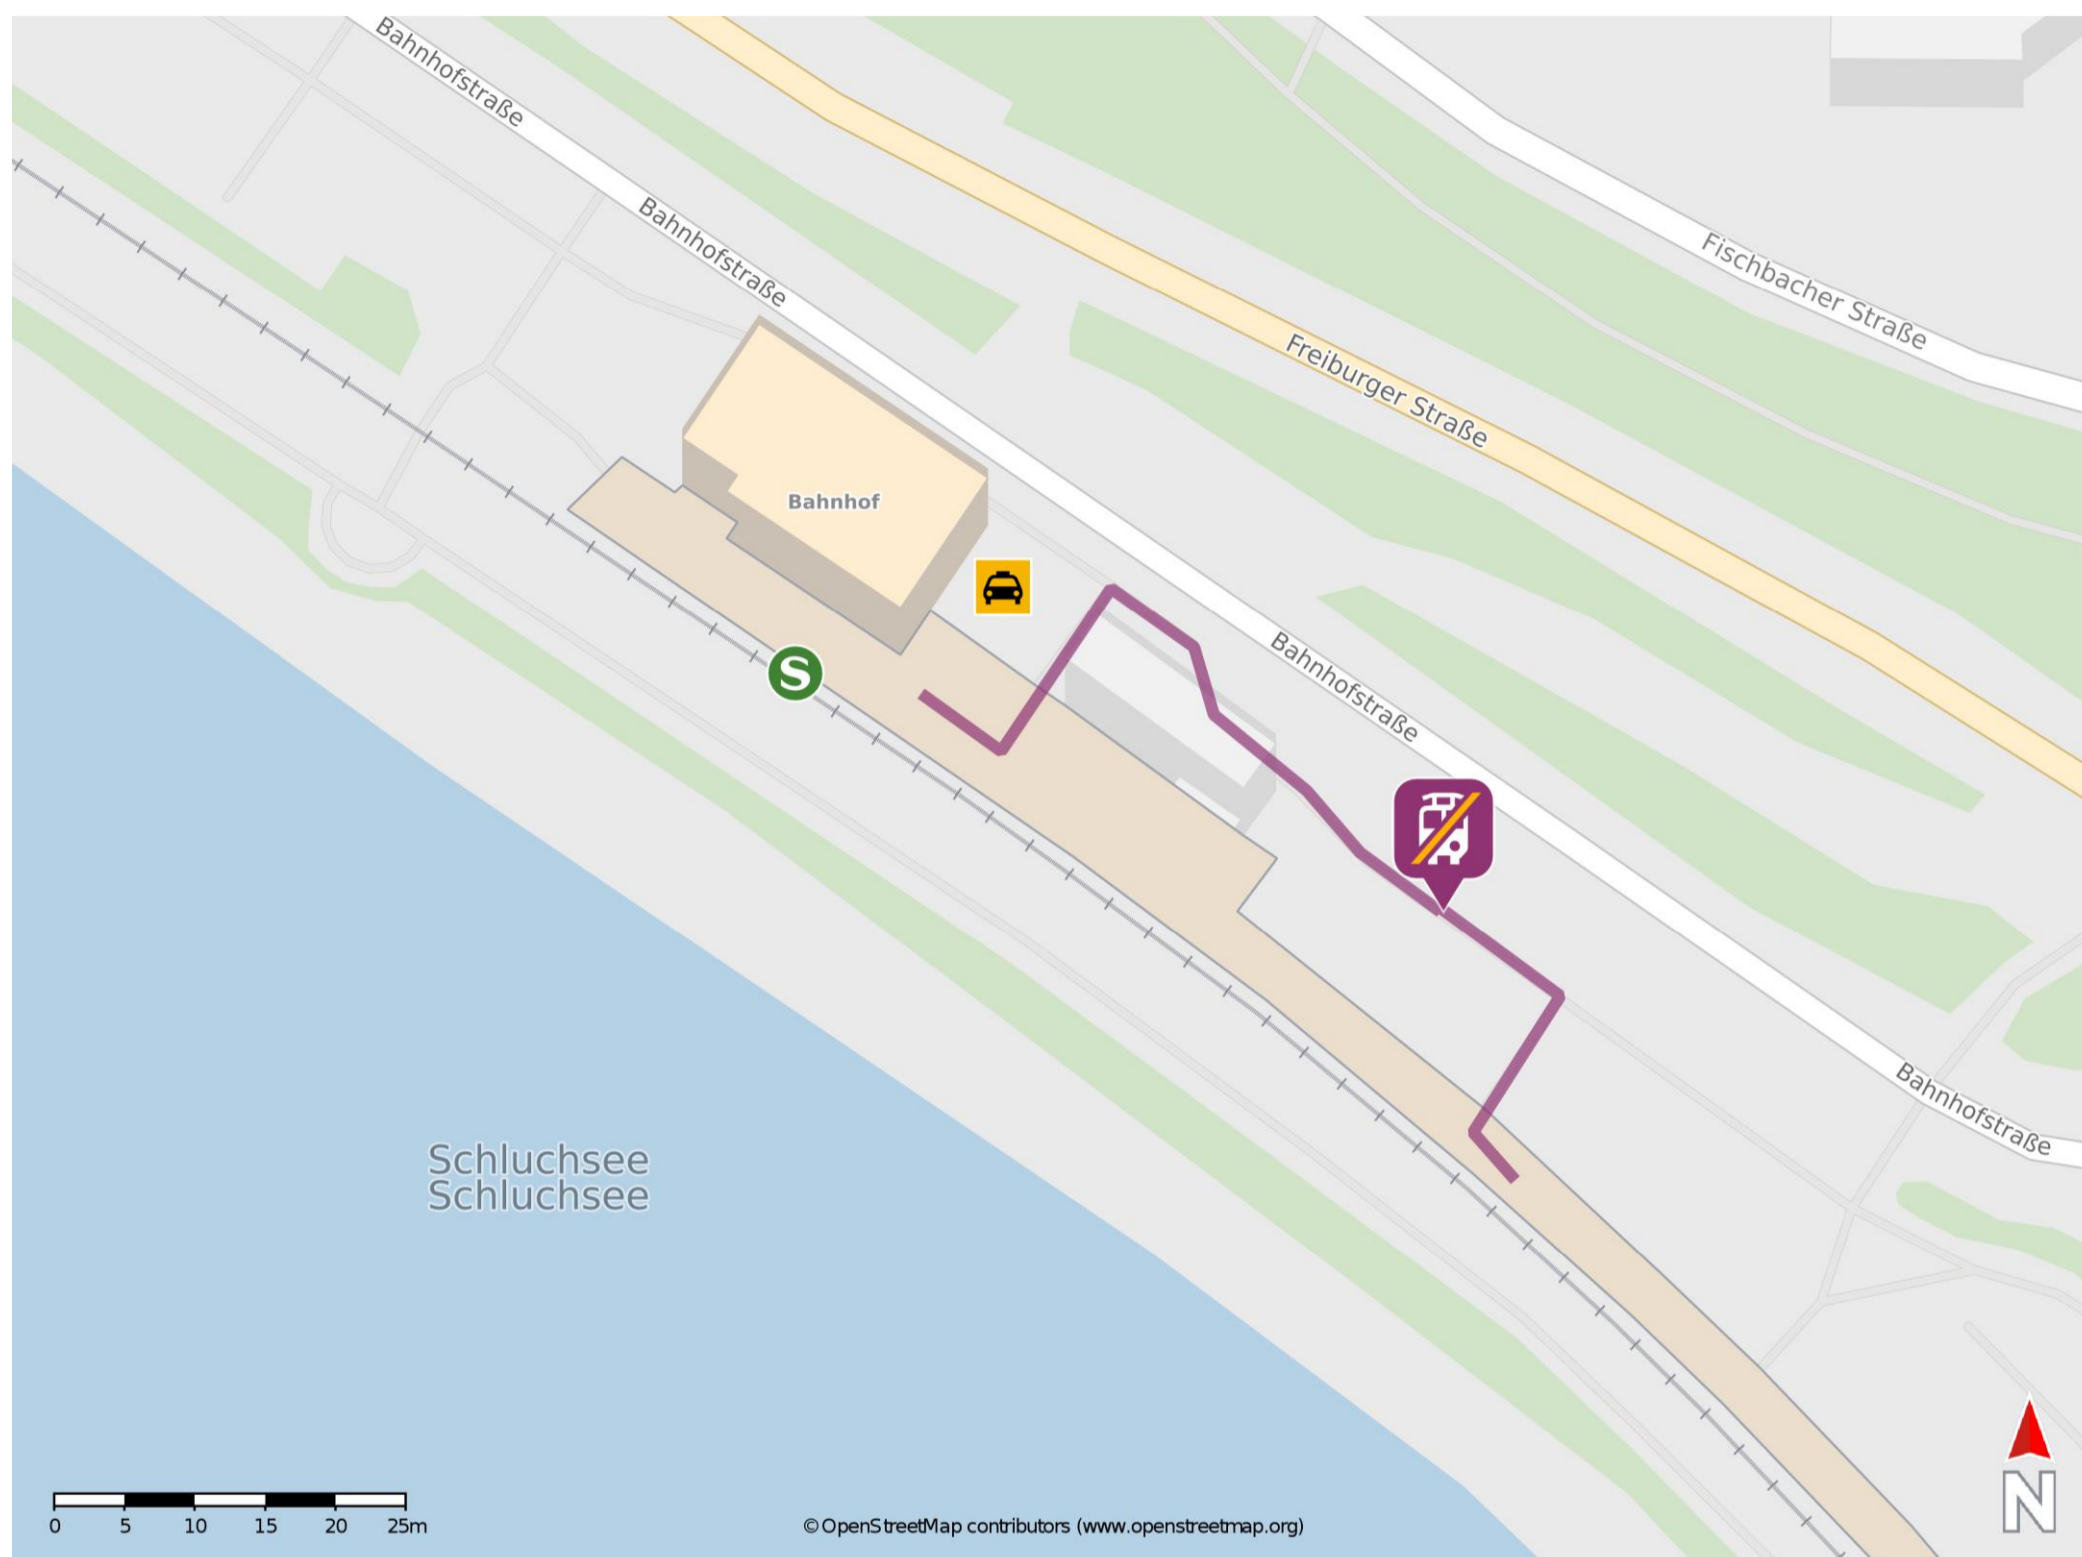 Bahnhofstraße
Bahnhofstraße
Fischbacher Straße
Freiburger Straße
Bahnhof
S
Bahnhofstraße
Bahnhofstraße
Schluchsee
Schluchsee
N
0 5 10 15 20 25m
© OpenStreetMap contributors (www.openstreetmap.org)